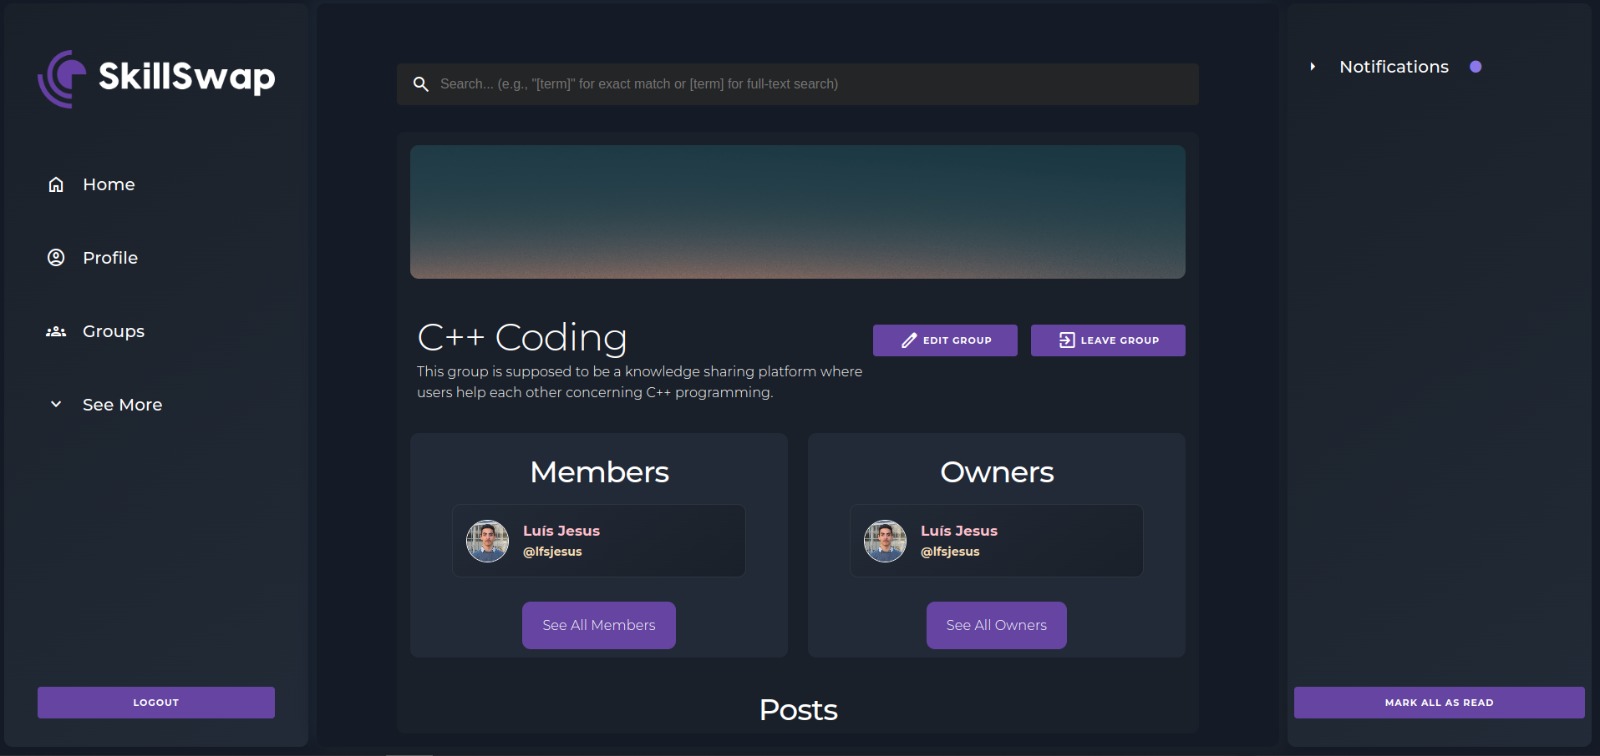 SkillSwap
Home
Profile
Groups
See More
LOGOUT
Search... (e.g., "[term]" for exact match or [term] for full-text search)
C++ Coding
EDIT GROUP
LEAVE GROUP
This group is supposed to be a knowledge sharing platform where
users help each other concerning C++ programming.
Members
Luís Jesus
@lfsjesus
See All Members
Owners
Luís Jesus
@lfsjesus
See All Owners
Posts
Notifications
MARK ALL AS READ